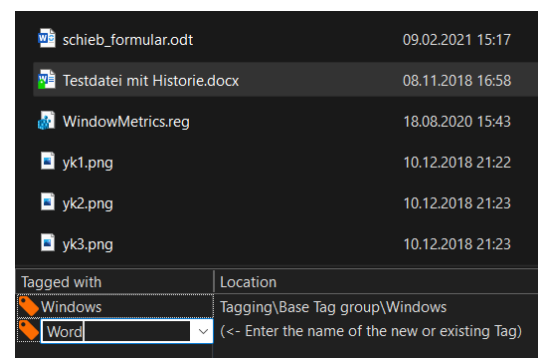 schieb_formular.odt 09.02.2021 15:17
Testdatei mit Historie.docx 08.11.2018 16:58
WindowMetrics.reg 18.08.2020 15:43
yk1.png 10.12.2018 21:22
yk2.png 10.12.2018 21:23
yk3.png 10.12.2018 21:23
Tagged with Location
Windows Tagging\Base Tag group\Windows
Word (<- Enter the name of the new or existing Tag)